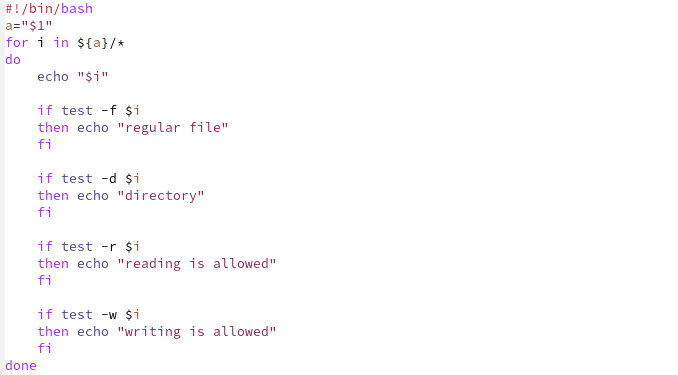 #!/bin/bash
a="$1"
for i in ${a}/*
do
    echo "$i"

    if test -f $i
    then echo "regular file"
    fi

    if test -d $i
    then echo "directory"
    fi

    if test -r $i
    then echo "reading is allowed"
    fi

    if test -w $i
    then echo "writing is allowed"
    fi
done